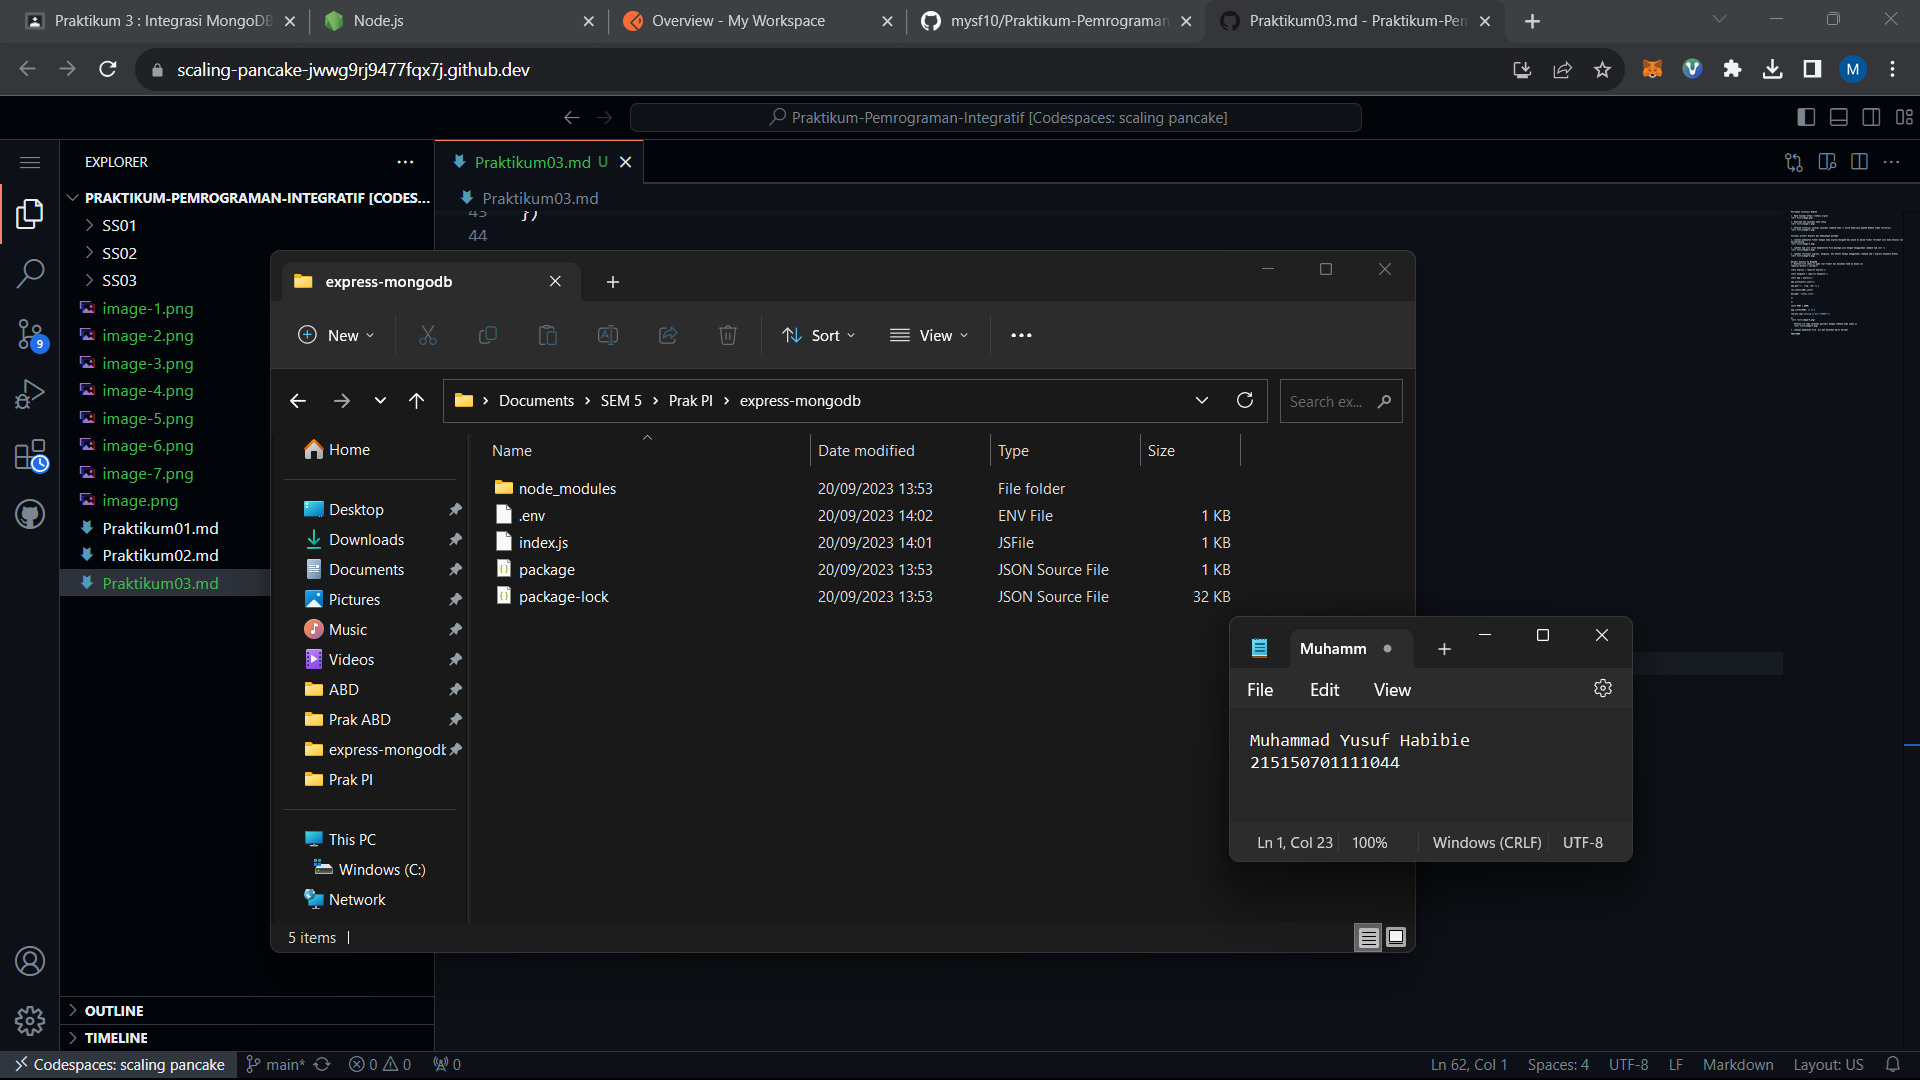 Praktikum 3 : Integrasi MongoDB
Node.js
Overview - My Workspace
mysf10/Praktikum-Pemrograman
Praktikum03.md - Praktikum-Pem
scaling-pancake-jwwg9rj9477fqx7j.github.dev
M
Praktikum-Pemrograman-Integratif [Codespaces: scaling pancake]
EXPLORER
Praktikum03.md U
PRAKTIKUM-PEMROGRAMAN-INTEGRATIF [CODES...
Praktikum03.md
SS01
43 })
44
SS02
SS03
image-1.png
image-2.png
image-3.png
image-4.png
image-5.png
image-6.png
image-7.png
image.png
Praktikum01.md
Praktikum02.md
Praktikum03.md
9
OUTLINE
TIMELINE
express-mongodb
New
Sort
View
Documents
SEM 5
Prak PI
express-mongodb
Search ex...
Home
Desktop
Downloads
Documents
Pictures
Music
Videos
ABD
Prak ABD
express-mongodb
Prak PI
This PC
Windows (C:)
Network
Name Date modified Type Size
node_modules 20/09/2023 13:53 File folder
.env 20/09/2023 14:02 ENV File 1 KB
index.js 20/09/2023 14:01 JSFile 1 KB
package 20/09/2023 13:53 JSON Source File 1 KB
package-lock 20/09/2023 13:53 JSON Source File 32 KB
5 items
Muhamm
File Edit View
Muhammad Yusuf Habibie
215150701111044
Ln 1, Col 23 100% Windows (CRLF) UTF-8
Codespaces: scaling pancake main* 0 0 0 Ln 62, Col 1 Spaces: 4 UTF-8 LF Markdown Layout: US